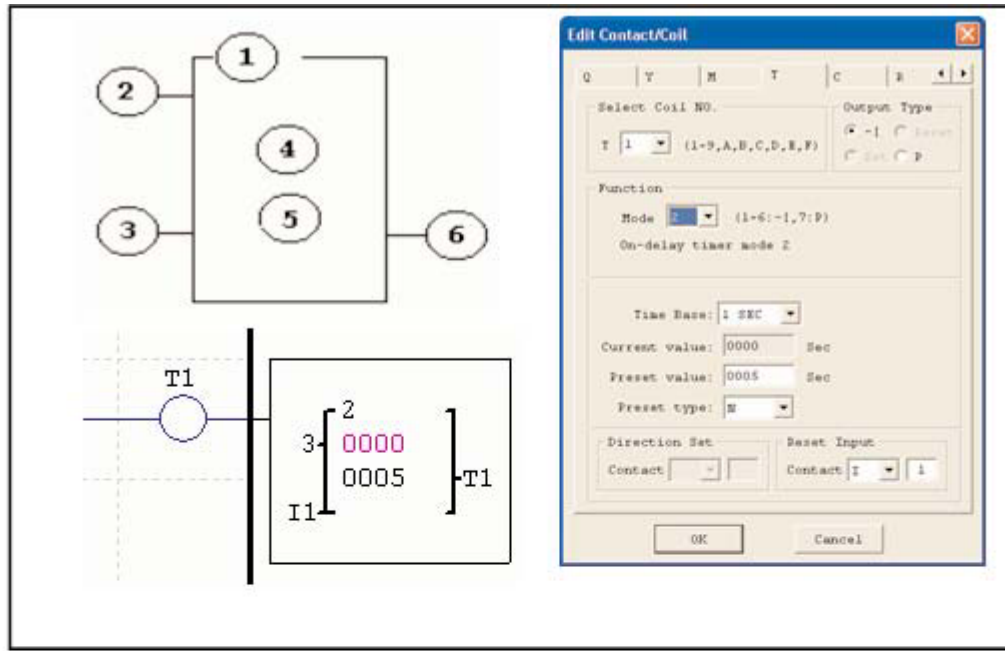 1
2
3
4
5
6
T1
2
3 0000
0005
I1
T1
Edit Contact/Coil
Q Y M T C R
Select Coil NO.
T 1 (1-9,A,B,C,D,E,F)
Output Type
-[ Reset
Set P
Function
Mode 2 (1-6:-[,7:P)
On-delay timer mode 2
Time Base: 1 SEC
Current value: 0000 Sec
Preset value: 0005 Sec
Preset type: N
Direction Set
Contact
Reset Input
Contact I 1
OK Cancel